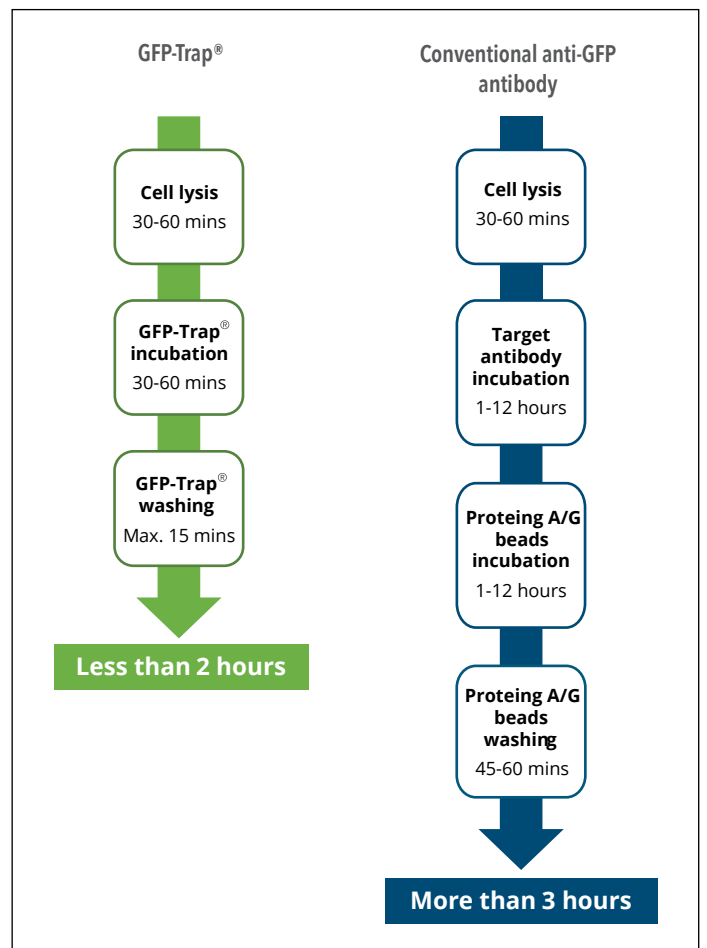 GFP-Trap®
Cell lysis
30-60 mins
GFP-Trap®
incubation
30-60 mins
GFP-Trap®
washing
Max. 15 mins
Less than 2 hours
Conventional anti-GFP
antibody
Cell lysis
30-60 mins
Target
antibody
incubation
1-12 hours
Proteing A/G
beads
incubation
1-12 hours
Proteing A/G
beads
washing
45-60 mins
More than 3 hours